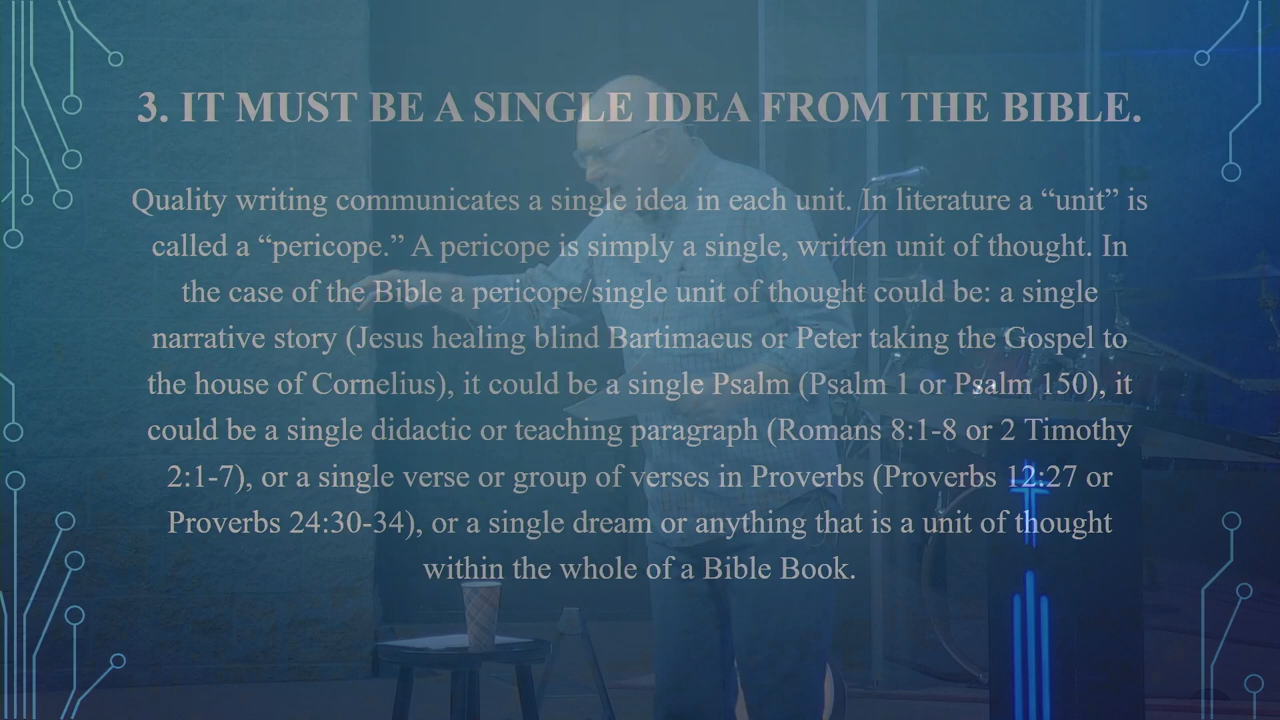 3. IT MUST BE A SINGLE IDEA FROM THE BIBLE.
Quality writing communicates a single idea in each unit. In literature a “unit” is
called a “pericope.” A pericope is simply a single, written unit of thought. In
the case of the Bible a pericope/single unit of thought could be: a single
narrative story (Jesus healing blind Bartimaeus or Peter taking the Gospel to
the house of Cornelius), it could be a single Psalm (Psalm 1 or Psalm 150), it
could be a single didactic or teaching paragraph (Romans 8:1-8 or 2 Timothy
2:1-7), or a single verse or group of verses in Proverbs (Proverbs 12:27 or
Proverbs 24:30-34), or a single dream or anything that is a unit of thought
within the whole of a Bible Book.